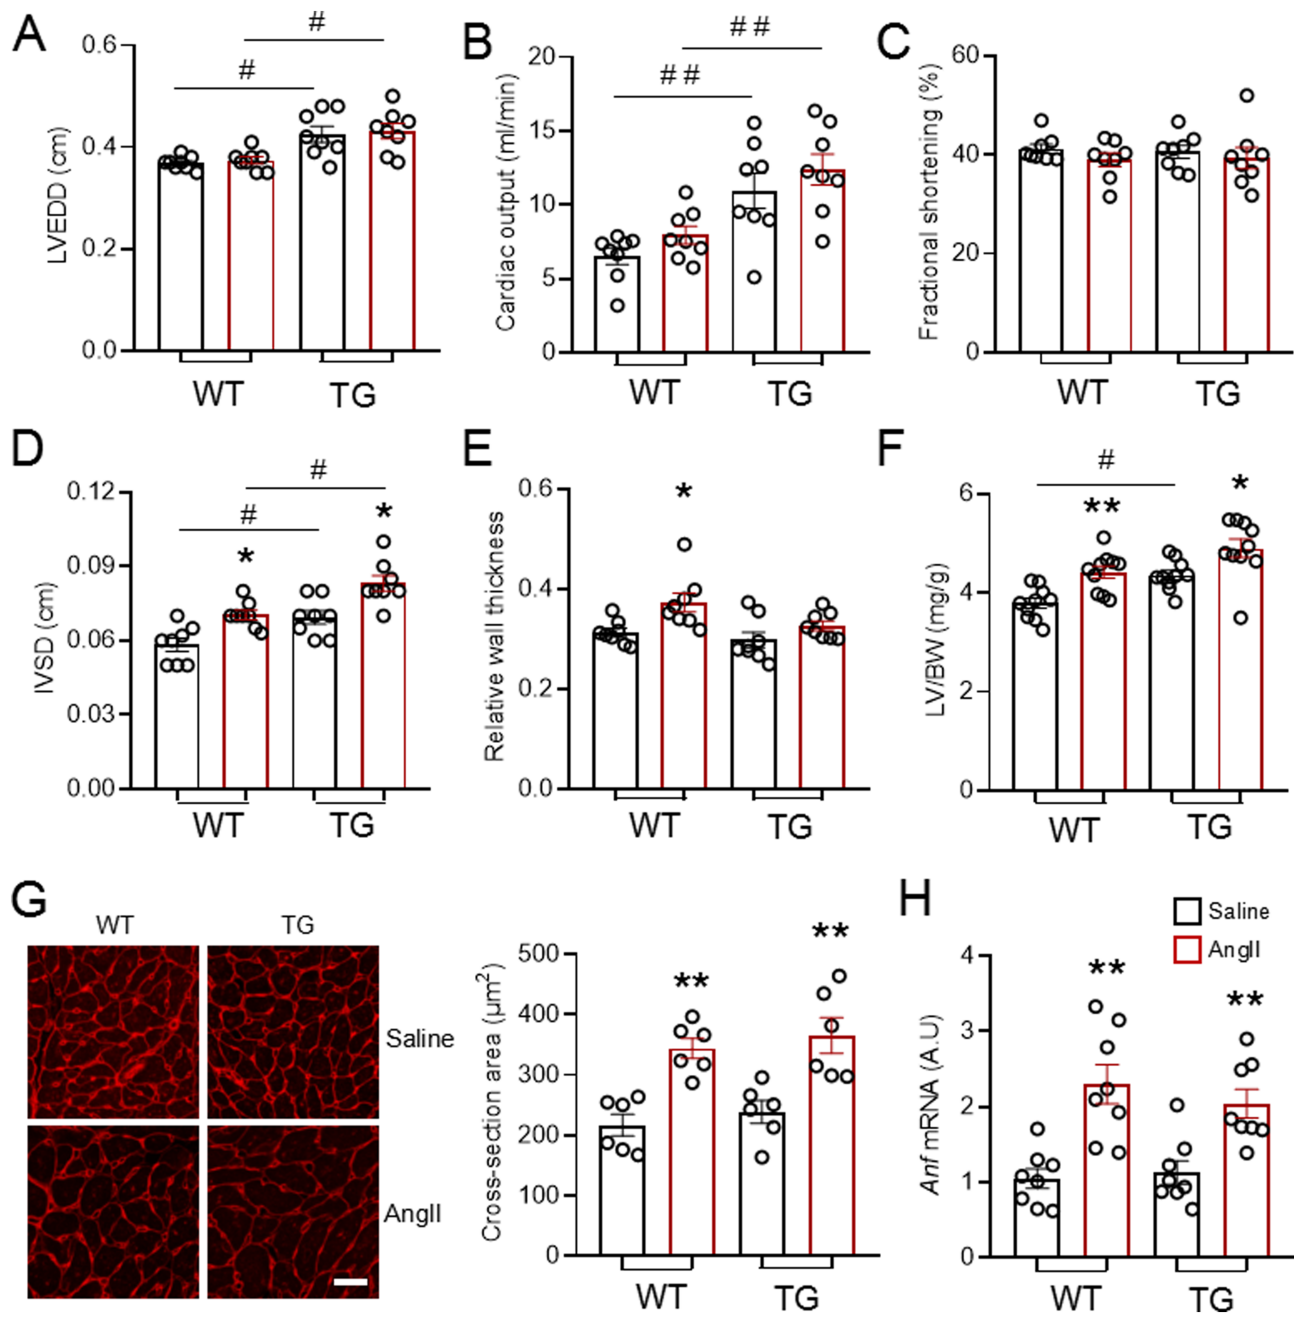 A
LVEDD (cm)
0.6
0.4
0.2
0.0
#
#
WT
TG
B
Cardiac output (ml/min)
20
15
10
5
0
##
##
WT
TG
C
Fractional shortening (%)
60
40
20
0
WT
TG
D
IVSD (cm)
0.12
0.09
0.06
0.03
0.00
#
#
*
*
WT
TG
E
Relative wall thickness
0.6
0.4
0.2
0.0
*
WT
TG
F
LV/BW (mg/g)
6
4
2
0
#
**
*
WT
TG
G
WT
TG
Saline
AngII
Cross-section area (µm²)
500
400
300
200
100
0
**
**
WT
TG
H
Saline
AngII
Anf mRNA (A.U)
4
3
2
1
0
**
**
WT
TG